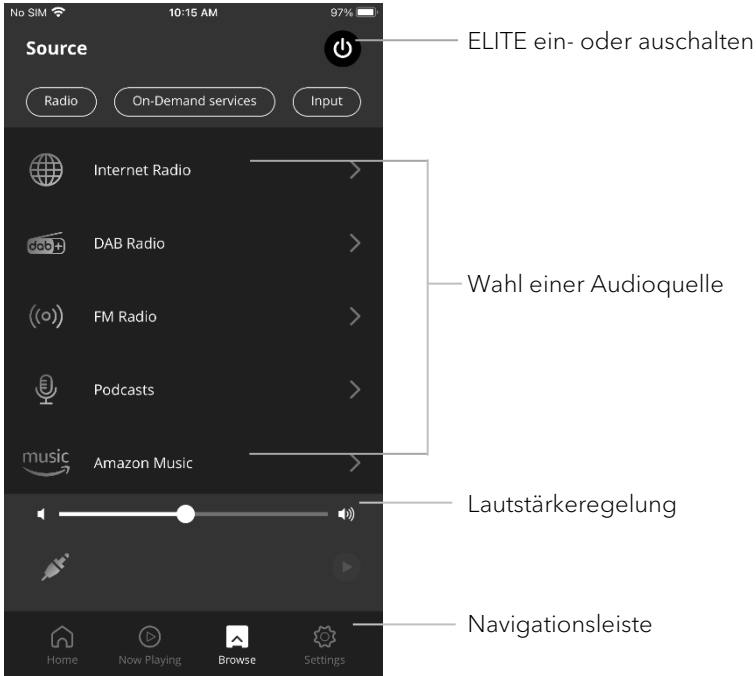 No SIM 10:15 AM 97%
Source
ELITE ein- oder auschalten
Radio On-Demand services Input
Internet Radio
dab+ DAB Radio
Wahl einer Audioquelle
FM Radio
Podcasts
music Amazon Music
Lautstärkeregelung
Navigationsleiste
Home Now Playing Browse Settings